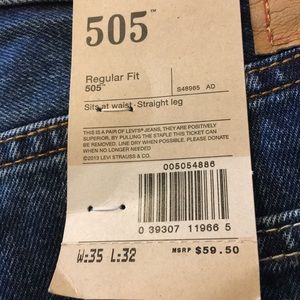 505™
Regular Fit
505™
S48965 AD
Sits at waist · Straight leg
THIS IS A PAIR OF LEVI'S® JEANS, THEY ARE POSITIVELY
SUPERIOR. BY PULLING THE STAPLE THIS TICKET CAN
BE REMOVED. LINE DRY WHEN POSSIBLE. PLEASE DONATE
WHEN NO LONGER NEEDED
©2013 LEVI STRAUSS & CO.
005054886
0 39307 11966 5
W:35 L:32
MSRP $59.50